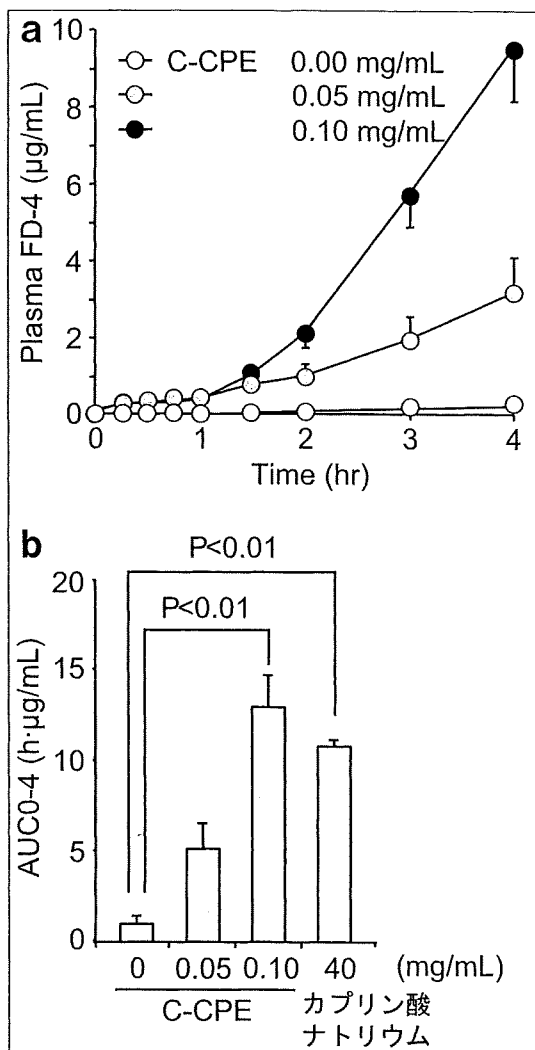 a
10
8
6
4
2
0
Plasma FD-4 (µg/mL)
C-CPE 0.00 mg/mL
0.05 mg/mL
0.10 mg/mL
0 1 2 3 4
Time (hr)
b
P<0.01
P<0.01
20
15
10
5
0
AUC0-4 (h·µg/mL)
0 0.05 0.10 40 (mg/mL)
C-CPE カプリン酸
ナトリウム